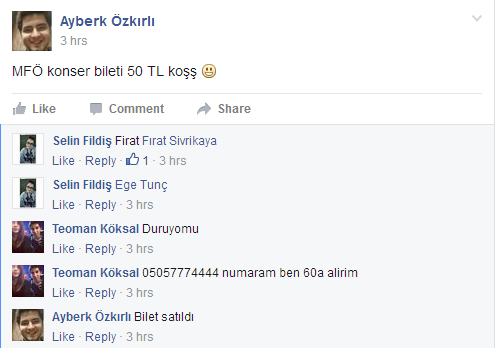 Ayberk Özkırlı
3 hrs
MFÖ konser bileti 50 TL koşş
Like Comment Share
Selin Fildiş Fırat Fırat Sivrikaya
Like · Reply · 1 · 3 hrs
Selin Fildiş Ege Tunç
Like · Reply · 3 hrs
Teoman Köksal Duruyomu
Like · Reply · 3 hrs
Teoman Köksal 05057774444 numaram ben 60a alirim
Like · Reply · 3 hrs
Ayberk Özkırlı Bilet satıldı
Like · Reply · 3 hrs